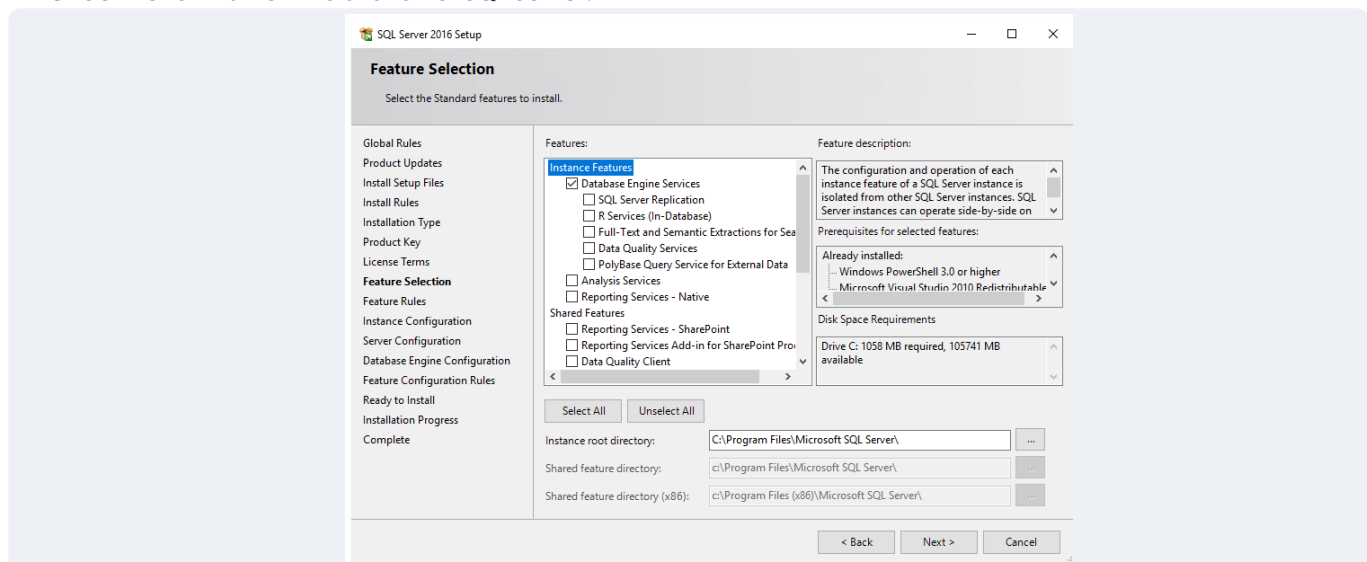 SQL Server 2016 Setup
Feature Selection
Select the Standard features to install.
Global Rules
Product Updates
Install Setup Files
Install Rules
Installation Type
Product Key
License Terms
Feature Selection
Feature Rules
Instance Configuration
Server Configuration
Database Engine Configuration
Feature Configuration Rules
Ready to Install
Installation Progress
Complete
Features:
Instance Features
Database Engine Services
SQL Server Replication
R Services (In-Database)
Full-Text and Semantic Extractions for Sea
Data Quality Services
PolyBase Query Service for External Data
Analysis Services
Reporting Services - Native
Shared Features
Reporting Services - SharePoint
Reporting Services Add-in for SharePoint Pro
Data Quality Client
Feature description:
The configuration and operation of each
instance feature of a SQL Server instance is
isolated from other SQL Server instances. SQL
Server instances can operate side-by-side on
Prerequisites for selected features:
Already installed:
Windows PowerShell 3.0 or higher
Microsoft Visual Studio 2010 Redistributable
Disk Space Requirements
Drive C: 1058 MB required, 105741 MB
available
Select All Unselect All
Instance root directory: C:\Program Files\Microsoft SQL Server\ ...
Shared feature directory: c:\Program Files\Microsoft SQL Server\ ...
Shared feature directory (x86): c:\Program Files (x86)\Microsoft SQL Server\ ...
< Back Next > Cancel